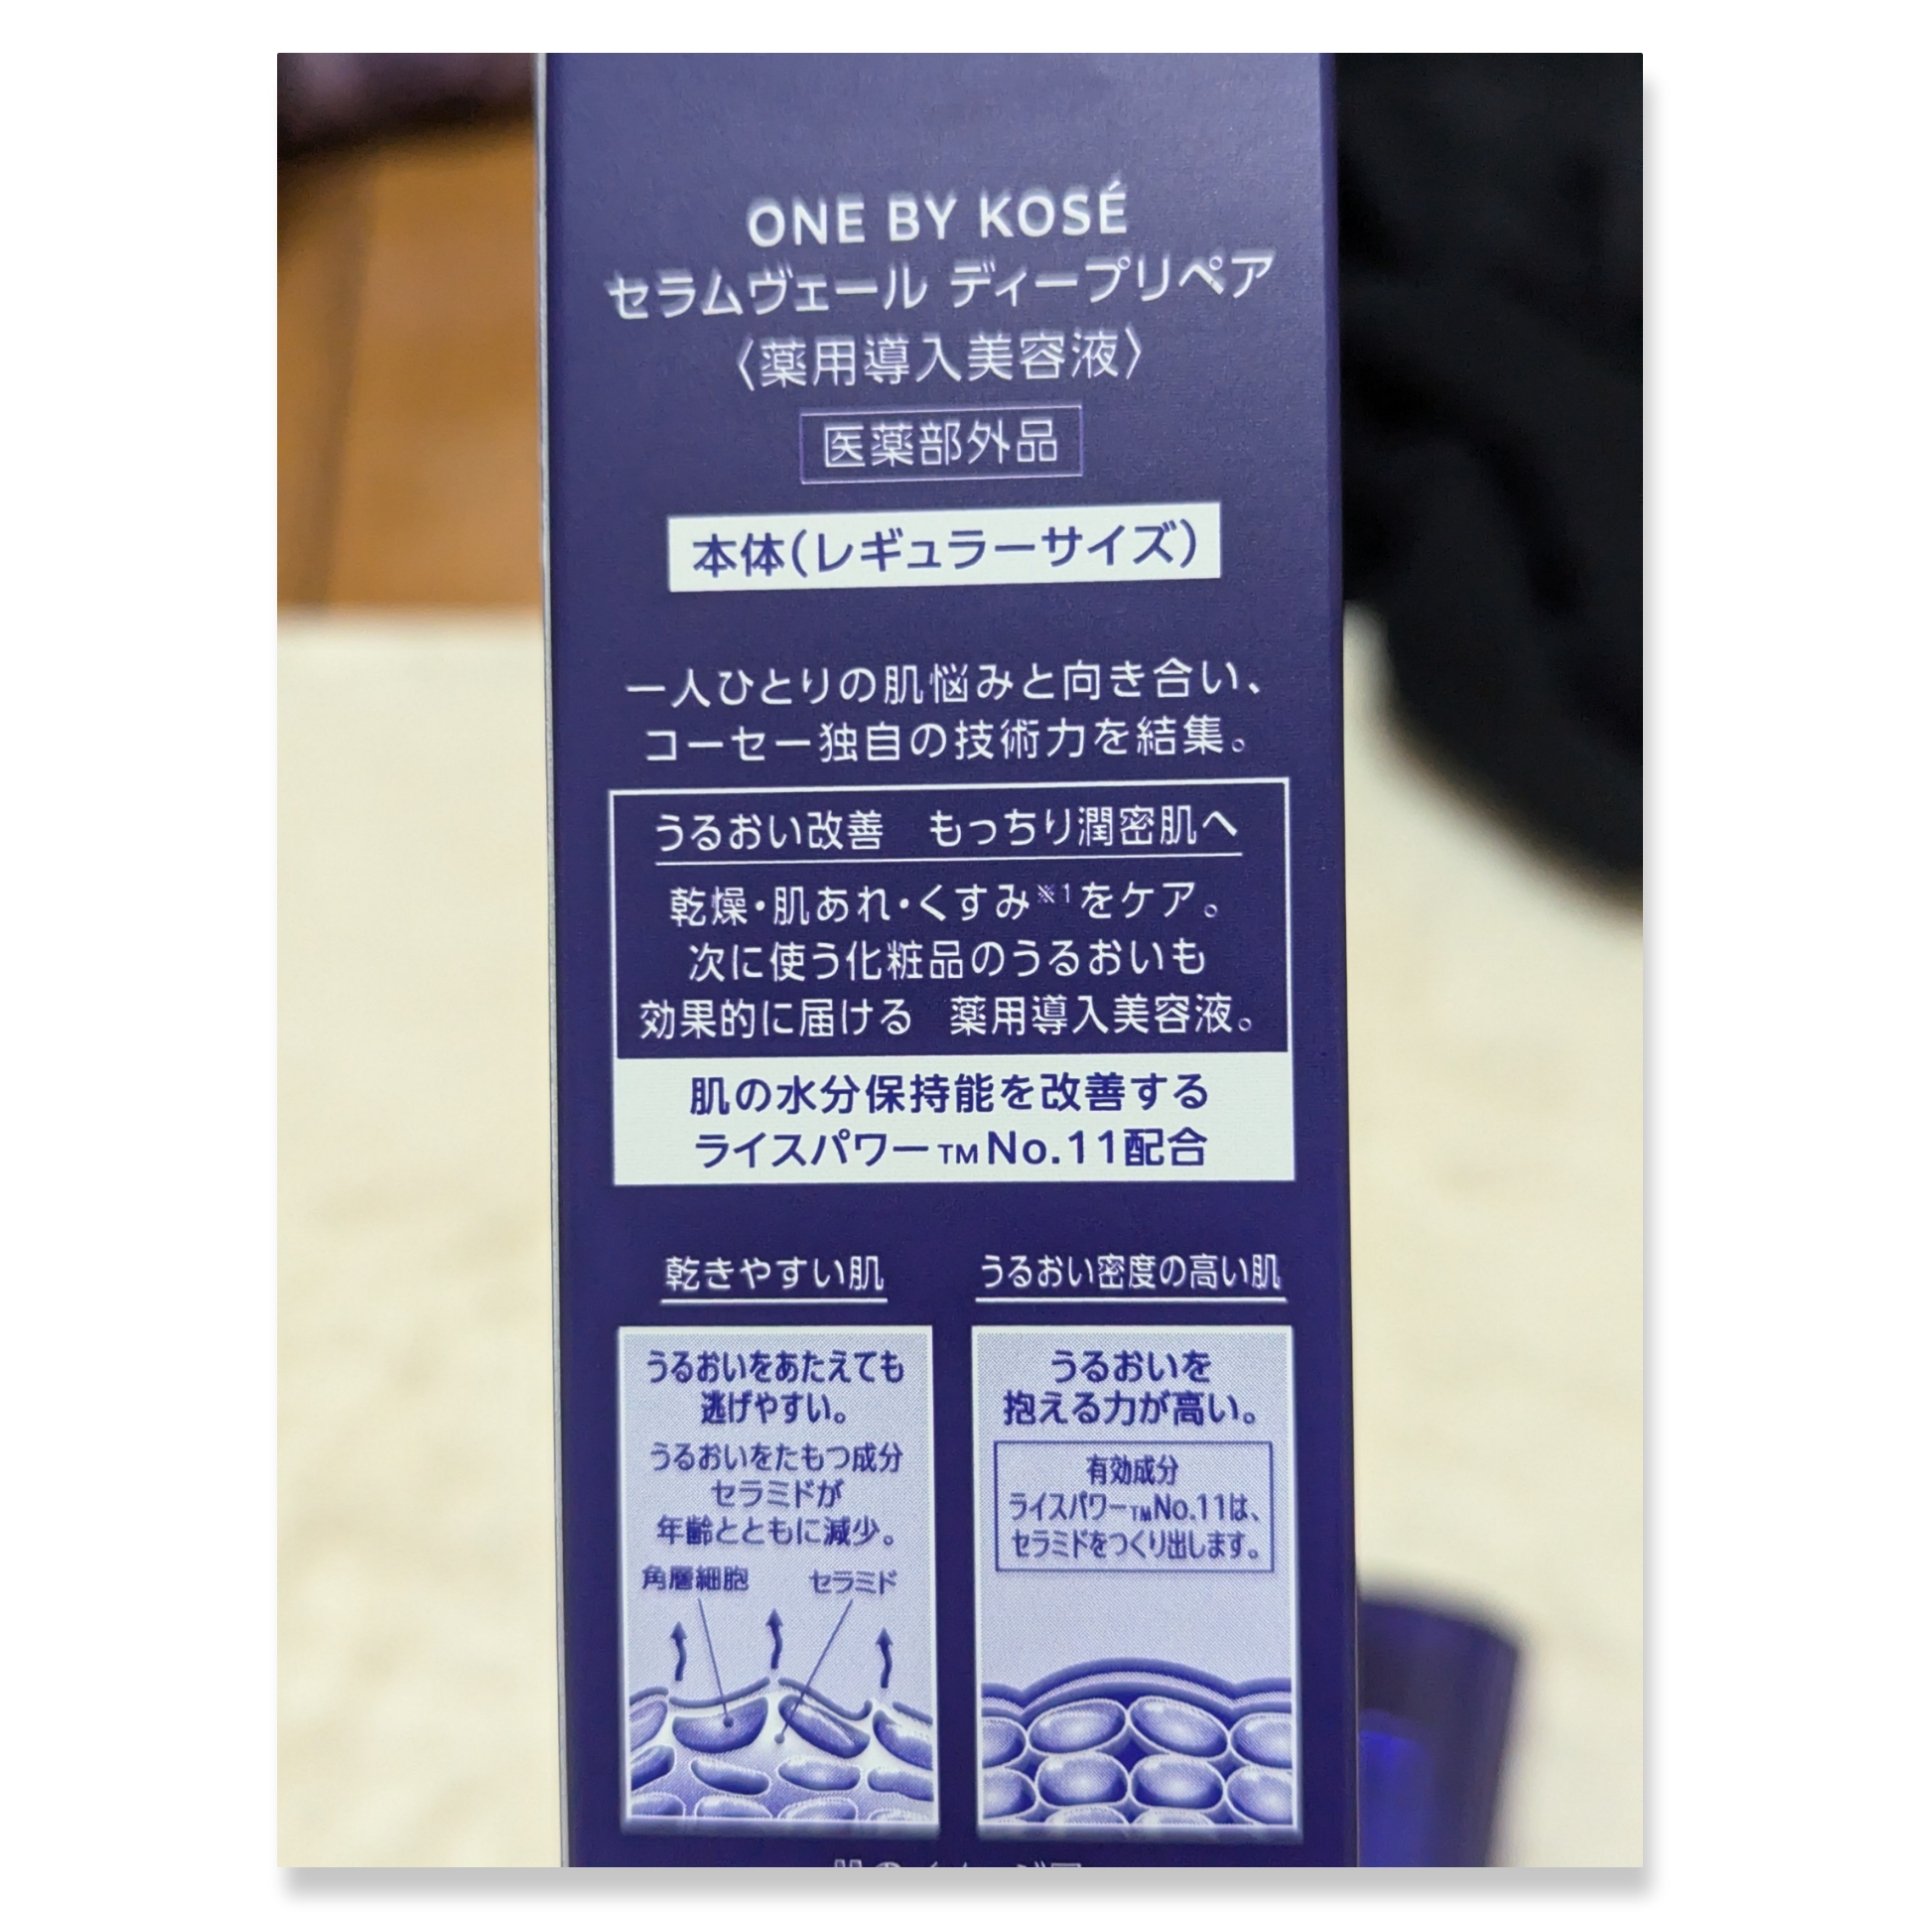 ONE BY KOSÉ
セラムヴェール ディープリペア
〈薬用導入美容液〉
医薬部外品
本体(レギュラーサイズ)
一人ひとりの肌悩みと向き合い、
コーセー独自の技術力を結集。
うるおい改善 もっちり潤密肌へ
乾燥・肌あれ・くすみ※1をケア。
次に使う化粧品のうるおいも
効果的に届ける 薬用導入美容液。
肌の水分保持能を改善する
ライスパワー™No.11配合
乾きやすい肌
うるおいをあたえても
逃げやすい。
うるおいをたもつ成分
セラミドが
年齢とともに減少。
角層細胞 セラミド
うるおい密度の高い肌
うるおいを
抱える力が高い。
有効成分
ライスパワー™No.11は、
セラミドをつくり出します。